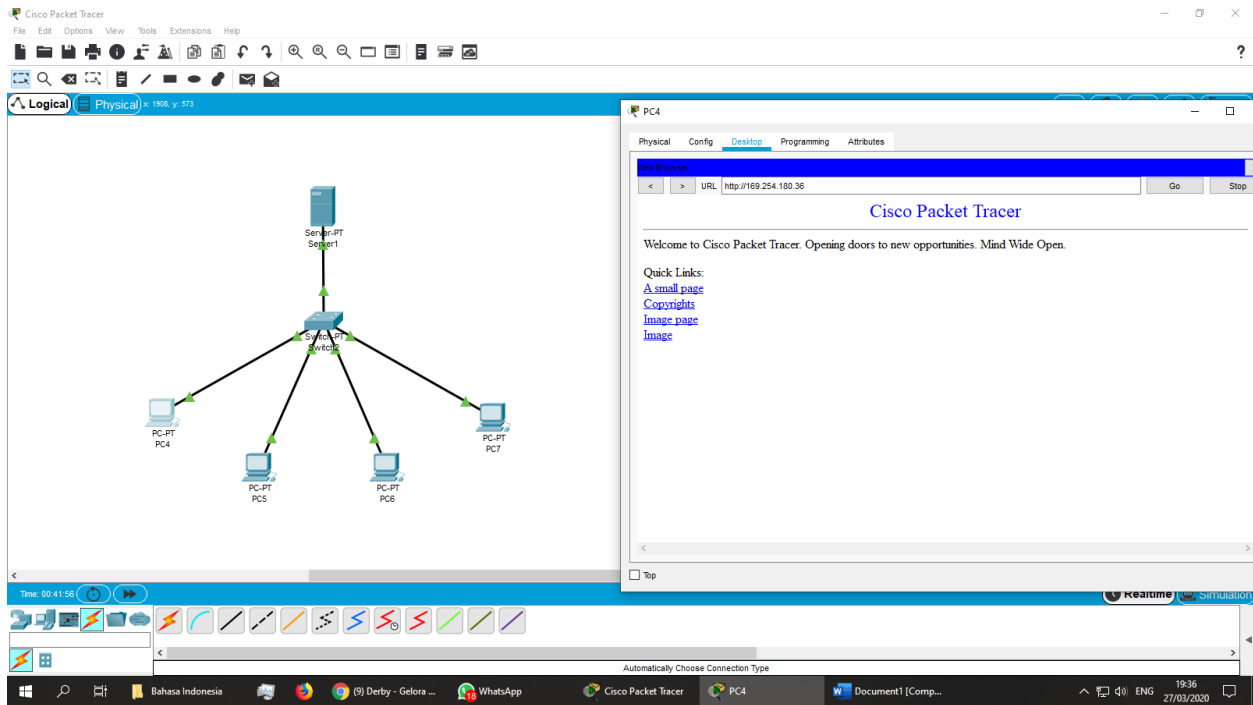 Cisco Packet Tracer
File Edit Options View Tools Extensions Help
?
Logical Physical x: 1908, y: 573
PC4
Physical Config Desktop Programming Attributes
Web Browser
< > URL http://169.254.180.36 Go Stop
Cisco Packet Tracer
Welcome to Cisco Packet Tracer. Opening doors to new opportunities. Mind Wide Open.
Quick Links:
A small page
Copyrights
Image page
Image
Top
Server-PT
Server1
Switch-PT
Switch2
PC-PT
PC4
PC-PT
PC7
PC-PT
PC5
PC-PT
PC6
Time: 00:41:56
Realtime Simulation
Automatically Choose Connection Type
Bahasa Indonesia
(9) Derby - Gelora ...
18
WhatsApp
Cisco Packet Tracer
PC4
Document1 [Comp...
ENG
19:36
27/03/2020